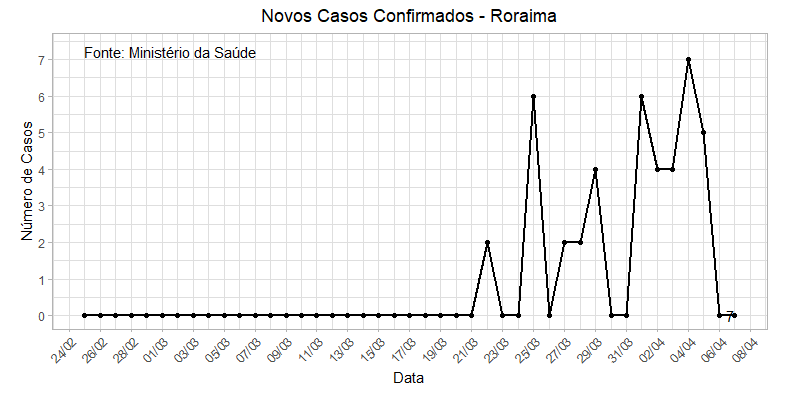 Novos Casos Confirmados - Roraima
Fonte: Ministério da Saúde
Número de Casos
7
6
5
4
3
2
1
0
7
24/02 26/02 28/02 01/03 03/03 05/03 07/03 09/03 11/03 13/03 15/03 17/03 19/03 21/03 23/03 25/03 27/03 29/03 31/03 02/04 04/04 06/04 08/04
Data